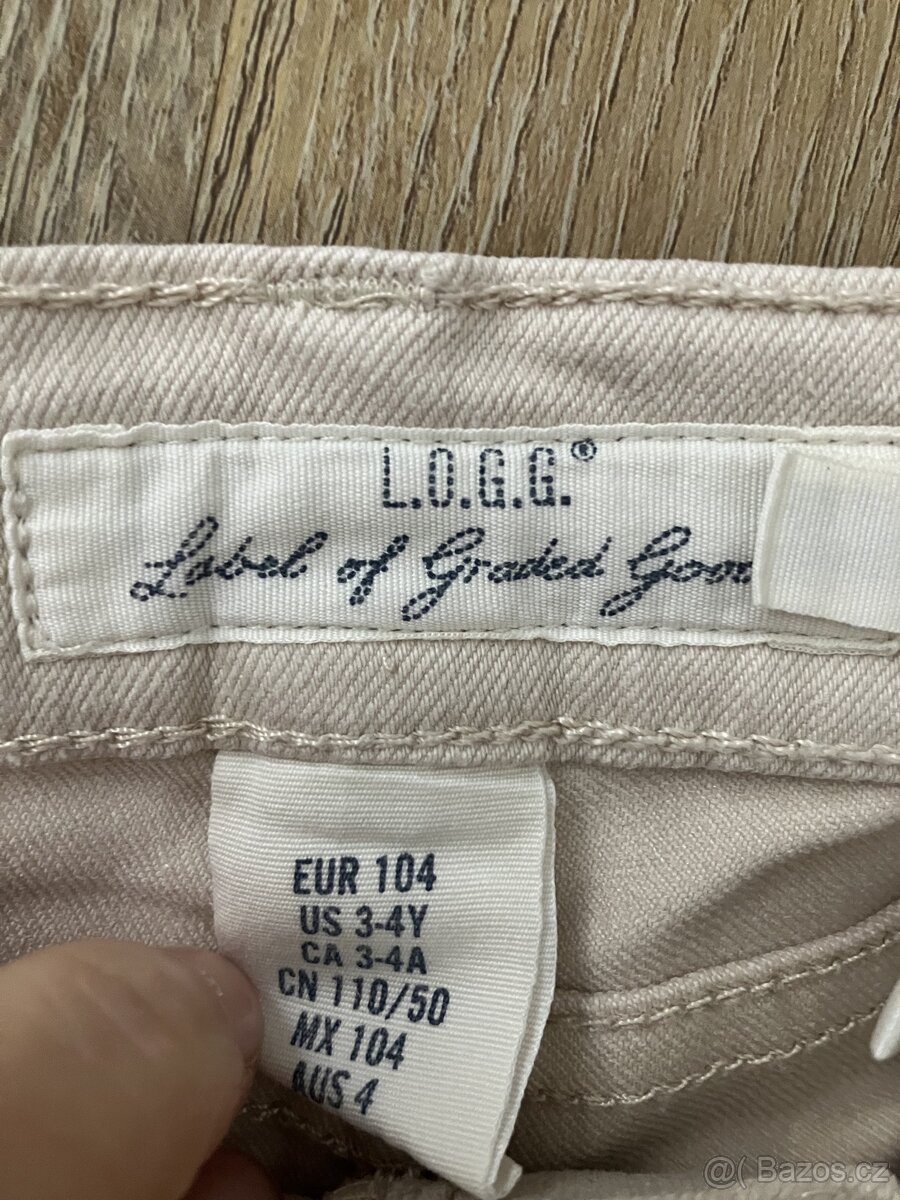 L.O.G.G.®
Label of Graded
EUR 104
US 3-4Y
CA 3-4A
CN 110/50
MX 104
AUS 4
@( Bazos.cz